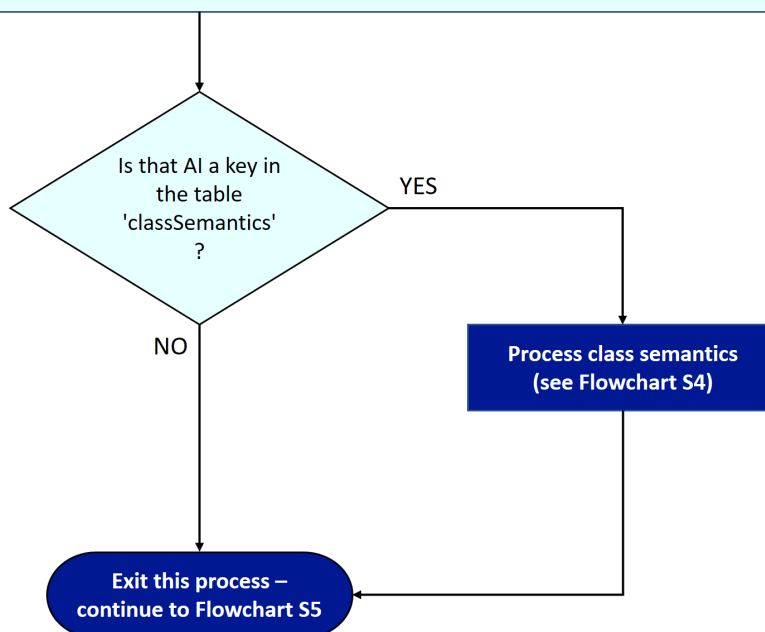 Is that AI a key in
the table
'classSemantics'
?
YES
NO
Process class semantics
(see Flowchart S4)
Exit this process –
continue to Flowchart S5